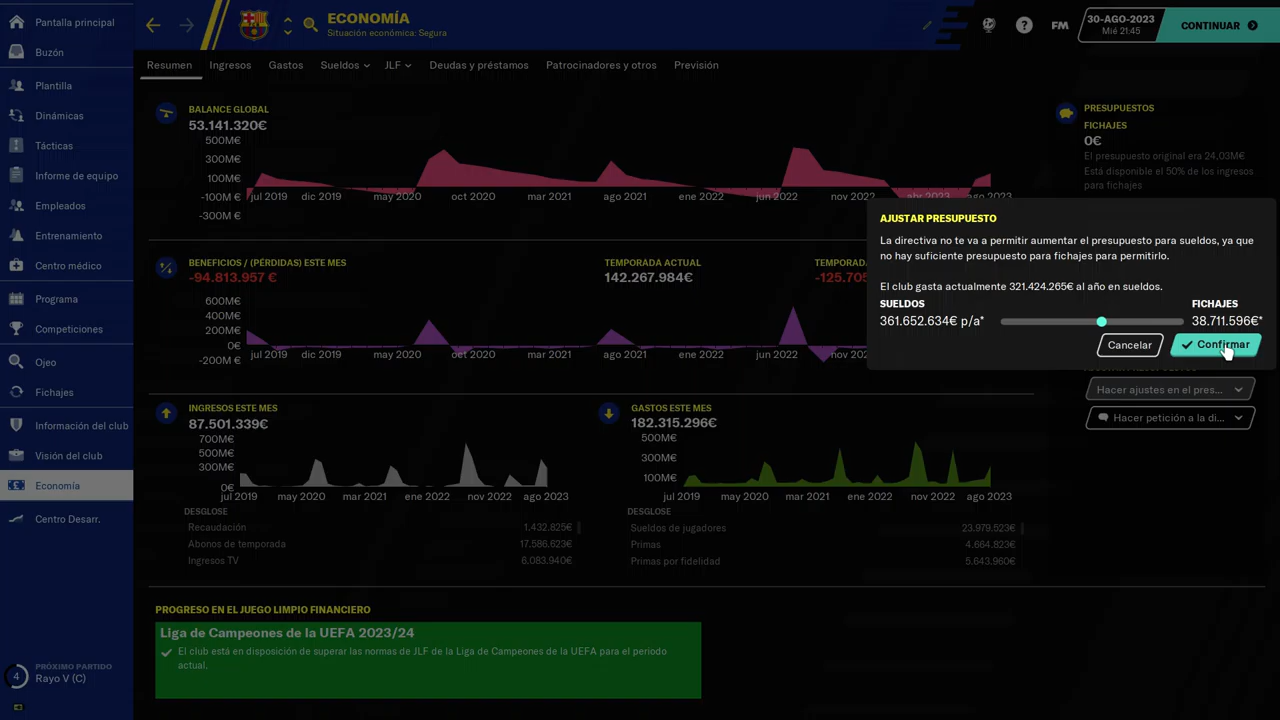 Pantalla principal
Buzón
Plantilla
Dinámicas
Tácticas
Informe de equipo
Empleados
Entrenamiento
Centro médico
Programa
Competiciones
Ojeo
Fichajes
Información del club
Visión del club
Economía
Centro Desarr.
4
PRÓXIMO PARTIDO
Rayo V (C)
ECONOMÍA
Situación económica: Segura
?
FM
30-AGO-2023
Mié 21:45
CONTINUAR
Resumen Ingresos Gastos Sueldos JLF Deudas y préstamos Patrocinadores y otros Previsión
BALANCE GLOBAL
53.141.320€
500M€
300M€
100M€
-100M €
-300M €
jul 2019 dic 2019 may 2020 oct 2020 mar 2021 ago 2021 ene 2022 jun 2022 nov 2022 abr 2023 ago 2023
PRESUPUESTOS
FICHAJES
0€
El presupuesto original era 24,03M€
Está disponible el 50% de los ingresos
para fichajes
AJUSTAR PRESUPUESTO
La directiva no te va a permitir aumentar el presupuesto para sueldos, ya que
no hay suficiente presupuesto para fichajes para permitirlo.
El club gasta actualmente 321.424.265€ al año en sueldos.
SUELDOS
361.652.634€ p/a*
FICHAJES
38.711.596€*
Cancelar
Confirmar
Hacer ajustes en el pres...
Hacer petición a la di...
BENEFICIOS / (PÉRDIDAS) ESTE MES
-94.813.957 €
TEMPORADA ACTUAL
142.267.984€
TEMPORAD
-125.705
600M€
400M€
200M€
0€
-200M €
jul 2019 dic 2019 may 2020 oct 2020 mar 2021 ago 2021 ene 2022 jun 2022 nov 202
INGRESOS ESTE MES
87.501.339€
700M€
500M€
300M€
0€
jul 2019 may 2020 mar 2021 ene 2022 nov 2022 ago 2023
DESGLOSE
Recaudación 1.432.825€
Abonos de temporada 17.586.623€
Ingresos TV 6.083.940€
GASTOS ESTE MES
182.315.296€
500M€
300M€
100M€
jul 2019 may 2020 mar 2021 ene 2022 nov 2022 ago 2023
DESGLOSE
Sueldos de jugadores 23.979.523€
Primas 4.664.823€
Primas por fidelidad 5.643.960€
PROGRESO EN EL JUEGO LIMPIO FINANCIERO
Liga de Campeones de la UEFA 2023/24
El club está en disposición de superar las normas de JLF de la Liga de Campeones de la UEFA para el periodo
actual.